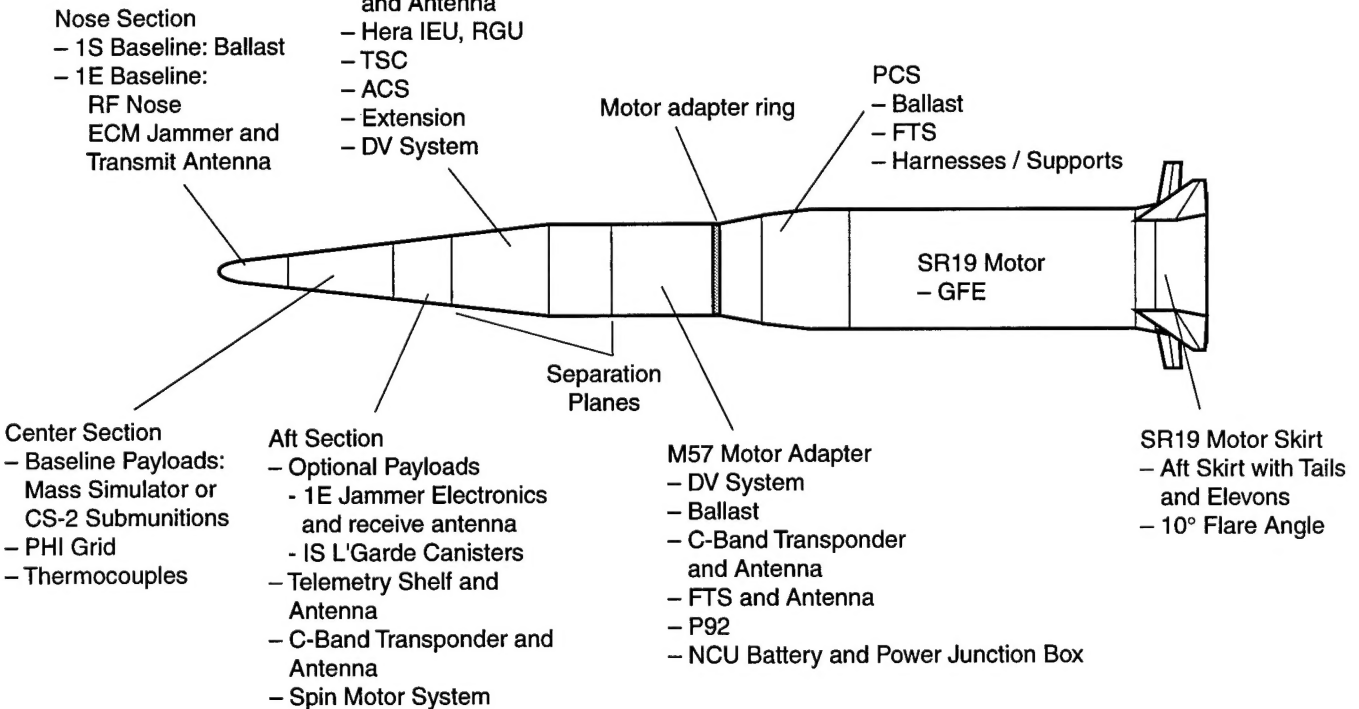 Nose Section
– 1S Baseline: Ballast
– 1E Baseline:
RF Nose
ECM Jammer and
Transmit Antenna
and Antenna
– Hera IEU, RGU
– TSC
– ACS
– Extension
– DV System
Motor adapter ring
PCS
– Ballast
– FTS
– Harnesses / Supports
SR19 Motor
– GFE
Separation
Planes
Center Section
– Baseline Payloads:
Mass Simulator or
CS-2 Submunitions
– PHI Grid
– Thermocouples
Aft Section
– Optional Payloads
- 1E Jammer Electronics
and receive antenna
- IS L'Garde Canisters
– Telemetry Shelf and
Antenna
– C-Band Transponder and
Antenna
– Spin Motor System
M57 Motor Adapter
– DV System
– Ballast
– C-Band Transponder
and Antenna
– FTS and Antenna
– P92
– NCU Battery and Power Junction Box
SR19 Motor Skirt
– Aft Skirt with Tails
and Elevons
– 10° Flare Angle